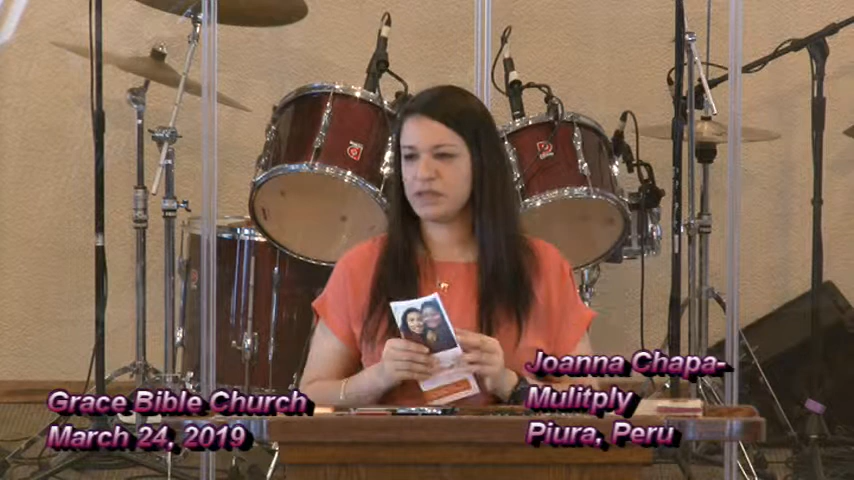 Grace Bible Church
March 24, 2019
Joanna Chapa-
Mulitply
Piura, Peru